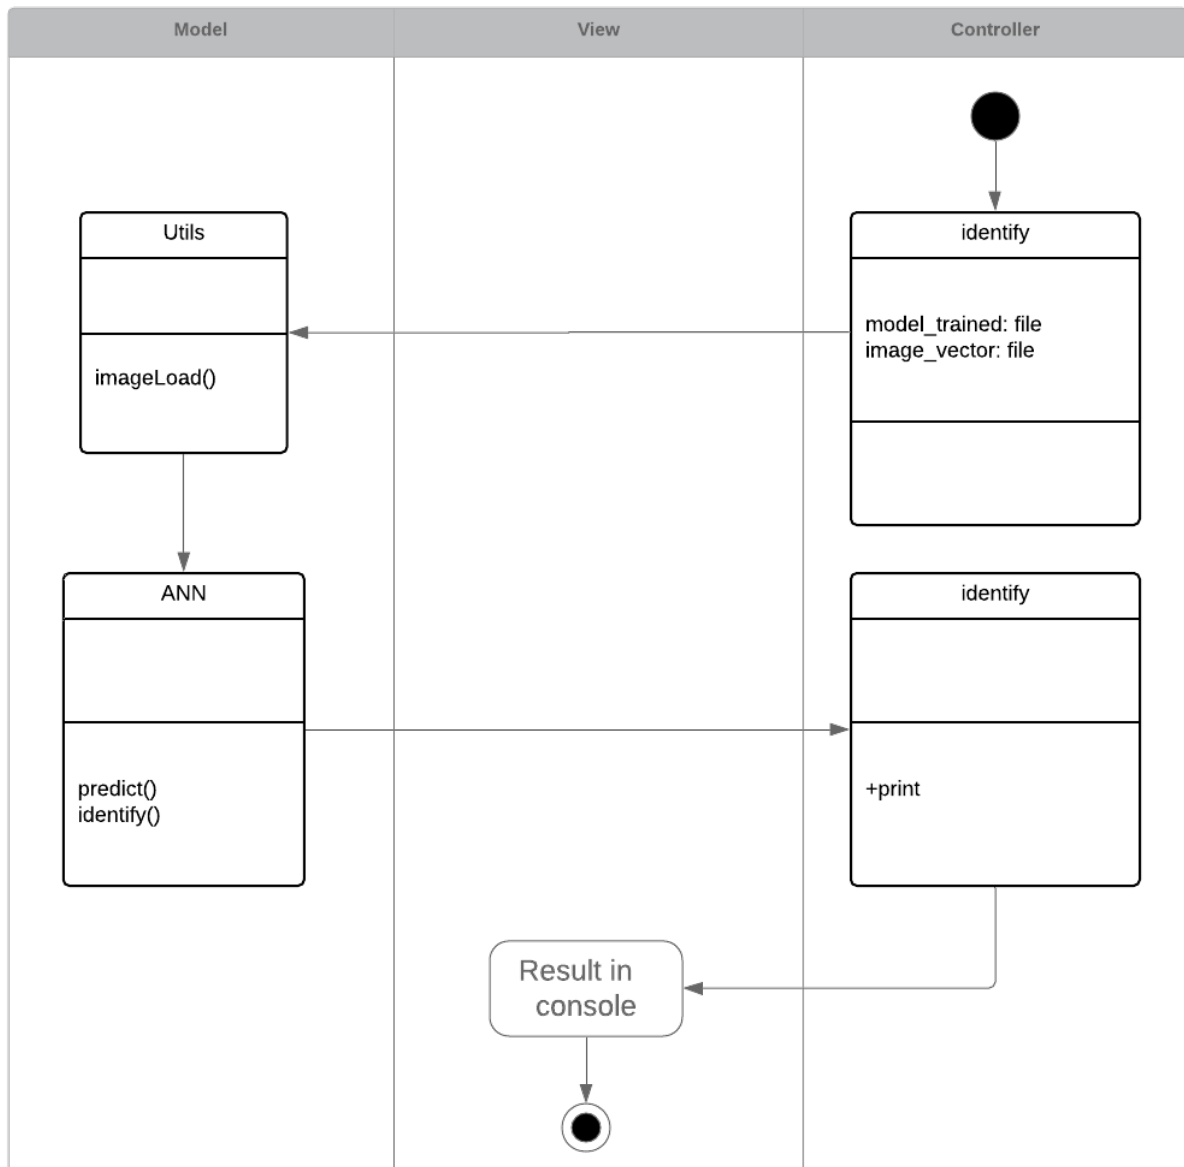 Model
View
Controller
Utils
imageLoad()
identify
model_trained: file
image_vector: file
ANN
predict()
identify()
identify
+print
Result in
console